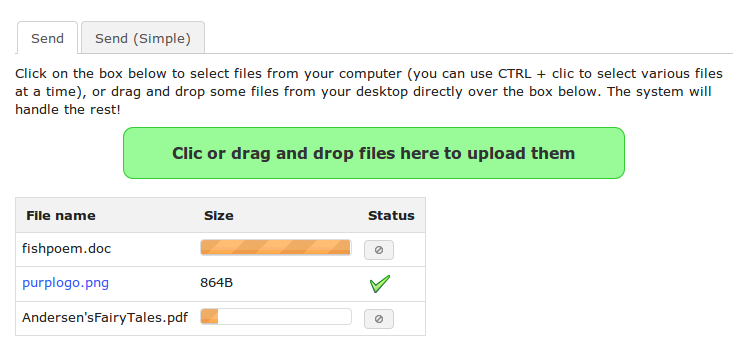 Send Send (Simple)
Click on the box below to select files from your computer (you can use CTRL + clic to select various files
at a time), or drag and drop some files from your desktop directly over the box below. The system will
handle the rest!
Clic or drag and drop files here to upload them
File name Size Status
fishpoem.doc
purplogo.png 864B
Andersen'sFairyTales.pdf